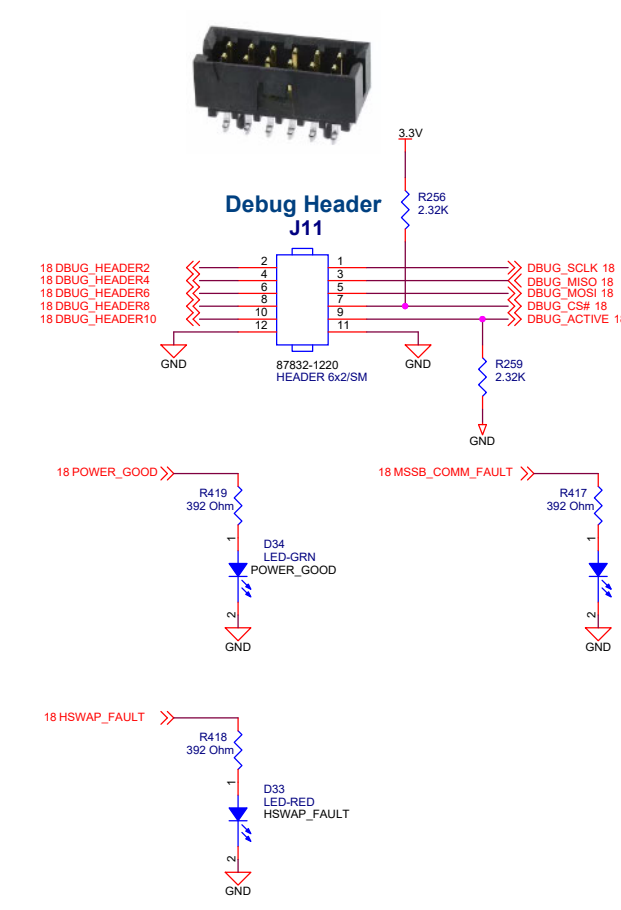 3.3V
R256
2.32K
Debug Header
J11
18 DBUG_HEADER2 2 1 DBUG_SCLK 18
18 DBUG_HEADER4 4 3 DBUG_MISO 18
18 DBUG_HEADER6 6 5 DBUG_MOSI 18
18 DBUG_HEADER8 8 7 DBUG_CS# 18
18 DBUG_HEADER10 10 9 DBUG_ACTIVE
12 11
GND
GND
87832-1220
HEADER 6x2/SM
R259
2.32K
GND
18 POWER_GOOD
R419
392 Ohm
1
D34
LED-GRN
POWER_GOOD
2
GND
18 MSSB_COMM_FAULT
R417
392 Ohm
1
2
GND
18 HSWAP_FAULT
R418
392 Ohm
1
D33
LED-RED
HSWAP_FAULT
2
GND